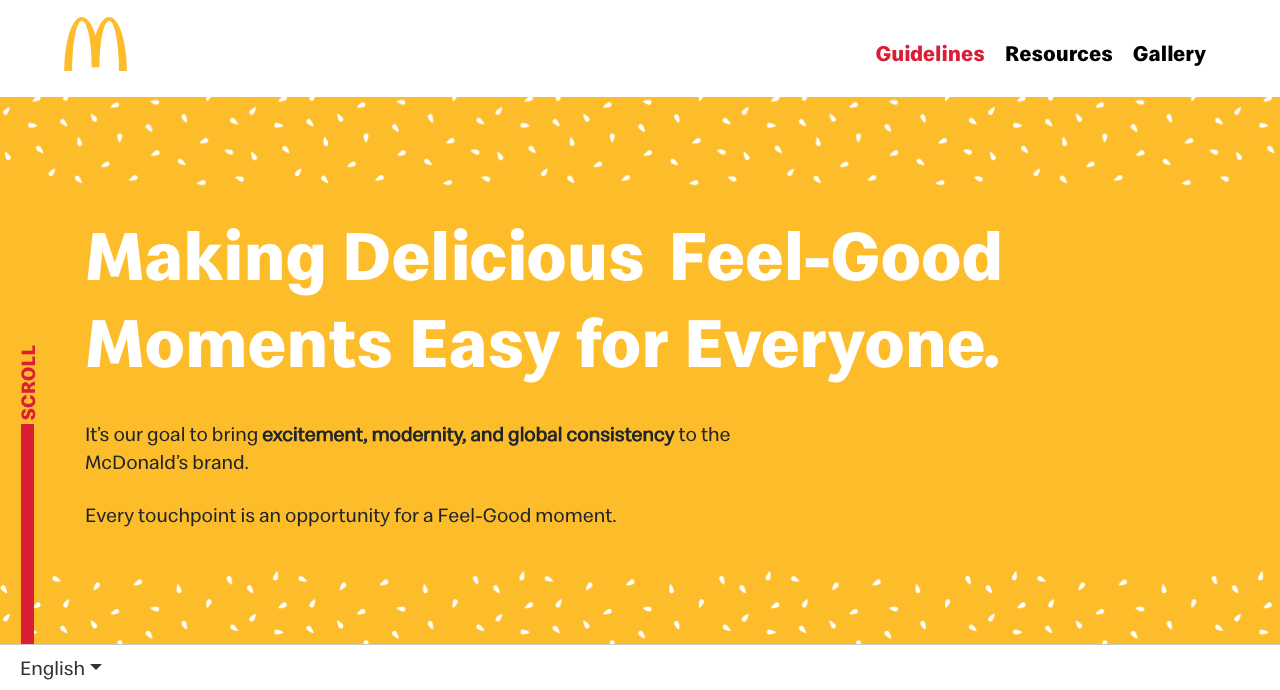 Guidelines Resources Gallery
Making Delicious Feel-Good
Moments Easy for Everyone.
SCROLL
It’s our goal to bring excitement, modernity, and global consistency to the
McDonald’s brand.
Every touchpoint is an opportunity for a Feel-Good moment.
English